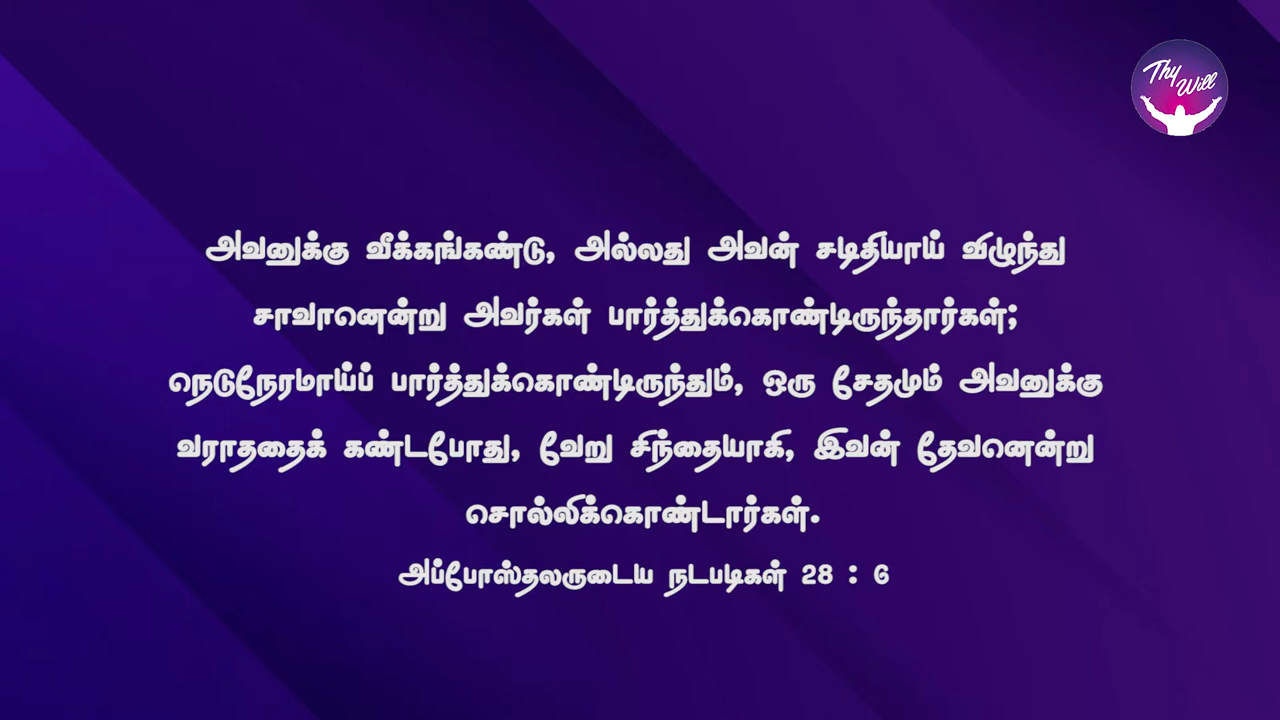 Thy
Will
அவனுக்கு வீக்கங்கண்டு, அல்லது அவன் சடிதியாய் விழுந்து
சாவானென்று அவர்கள் பார்த்துக்கொண்டிருந்தார்கள்;
நெடுநேரமாய்ப் பார்த்துக்கொண்டிருந்தும், ஒரு சேதமும் அவனுக்கு
வராததைக் கண்டபோது, வேறு சிந்தையாகி, இவன் தேவனென்று
சொல்லிக்கொண்டார்கள்.
அப்போஸ்தலருடைய நடபடிகள் 28 : 6